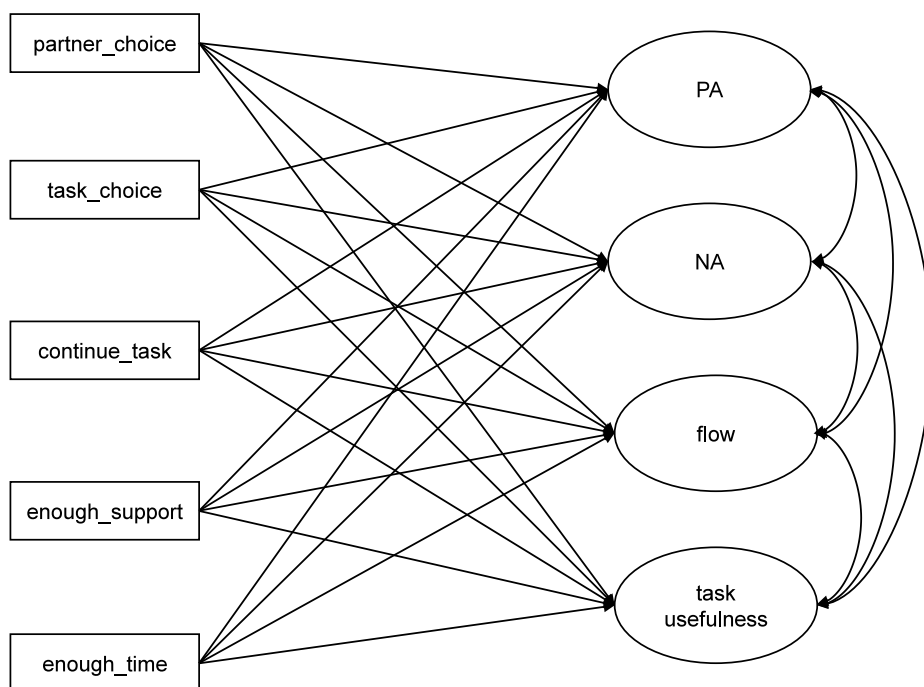 partner_choice
task_choice
continue_task
enough_support
enough_time
PA
NA
flow
task
usefulness